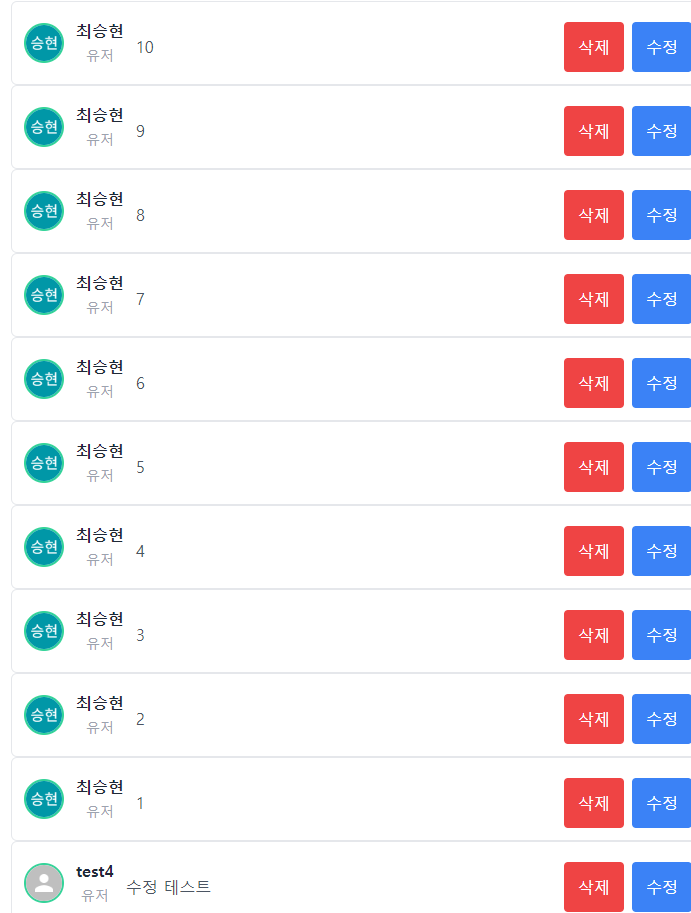 승현 최승현 10 삭제 수정
유저
승현 최승현 9 삭제 수정
유저
승현 최승현 8 삭제 수정
유저
승현 최승현 7 삭제 수정
유저
승현 최승현 6 삭제 수정
유저
승현 최승현 5 삭제 수정
유저
승현 최승현 4 삭제 수정
유저
승현 최승현 3 삭제 수정
유저
승현 최승현 2 삭제 수정
유저
승현 최승현 1 삭제 수정
유저
test4 수정 테스트 삭제 수정
유저